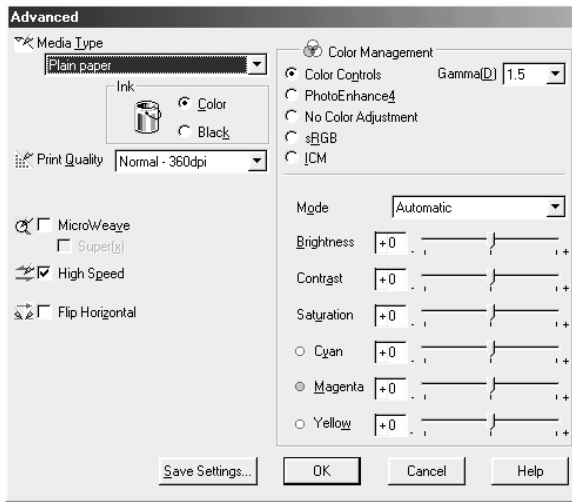 Advanced
Media Type
Plain paper
Ink
Color
Black
Print Quality
Normal - 360dpi
MicroWeave
Super(x)
High Speed
Flip Horizontal
Color Management
Color Controls
Gamma(D) 1.5
PhotoEnhance4
No Color Adjustment
sRGB
ICM
Mode
Automatic
Brightness +0 - +
Contrast +0 - +
Saturation +0 - +
Cyan +0 - +
Magenta +0 - +
Yellow +0 - +
Save Settings...
OK
Cancel
Help